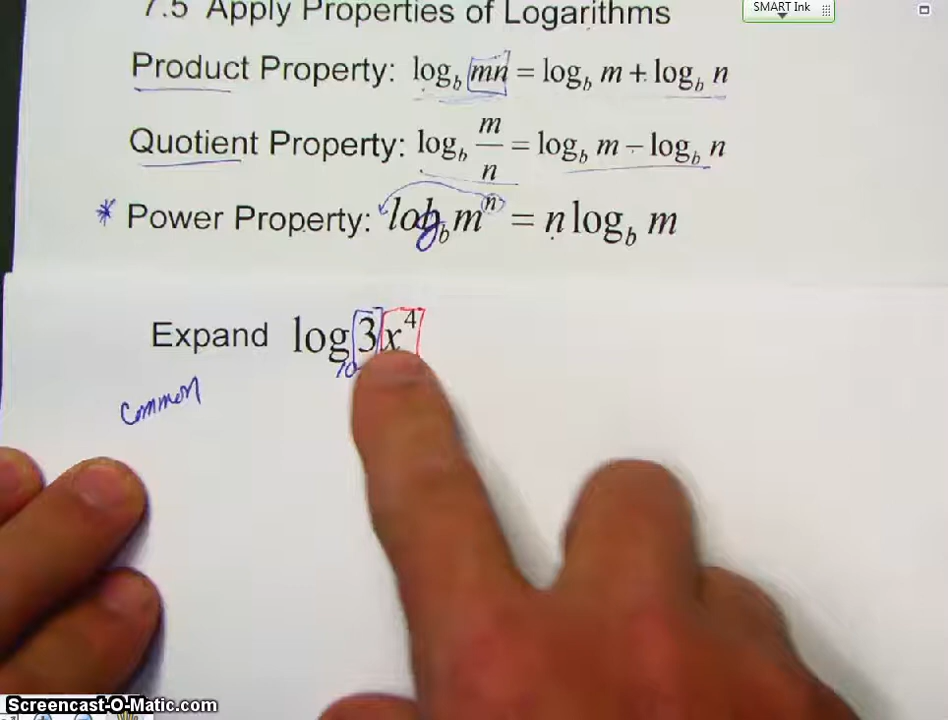 7.5 Apply Properties of Logarithms
SMART Ink
Product Property: log_b mn = log_b m + log_b n
Quotient Property: log_b m/n = log_b m − log_b n
* Power Property: log_b m^n = n log_b m
Expand log 3x^4
10
Common
Screencast-O-Matic.com